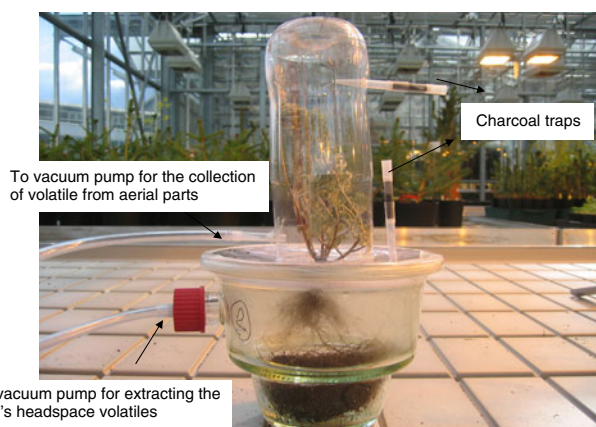 Charcoal traps
To vacuum pump for the collection
of volatile from aerial parts
vacuum pump for extracting the
's headspace volatiles